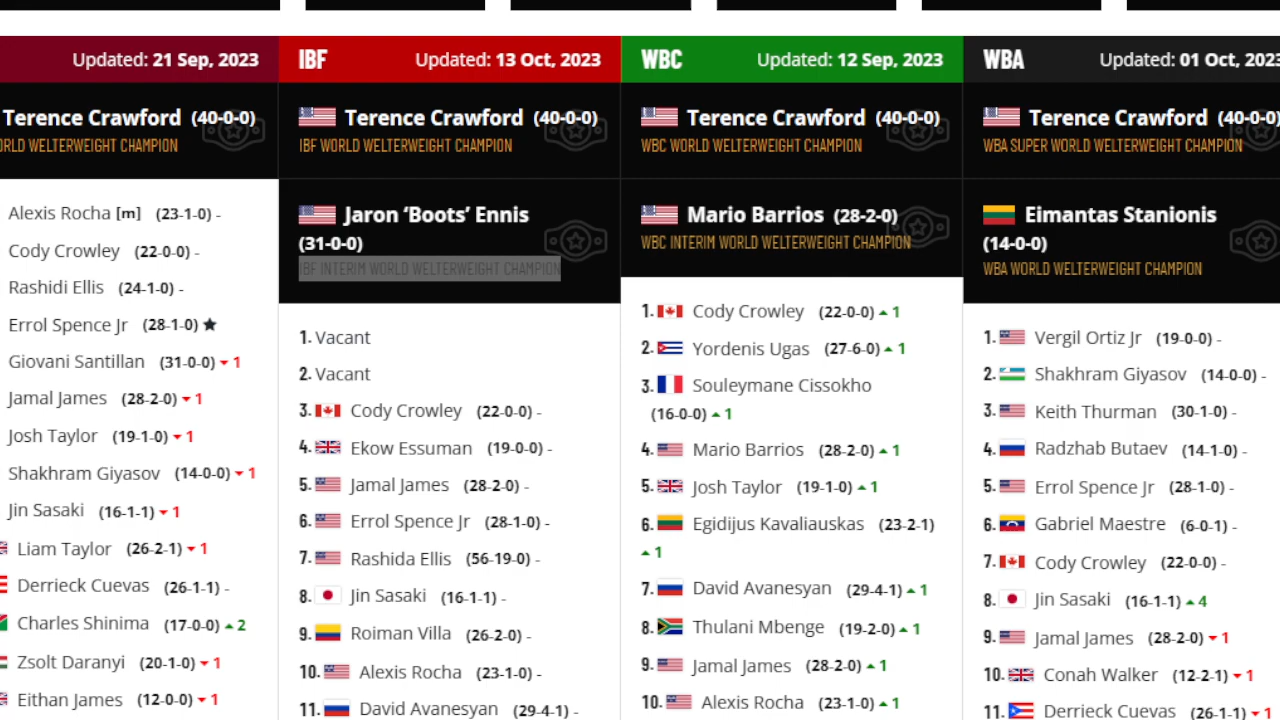 Updated: 21 Sep, 2023
Terence Crawford (40-0-0)
WORLD WELTERWEIGHT CHAMPION
Alexis Rocha [m] (23-1-0) -
Cody Crowley (22-0-0) -
Rashidi Ellis (24-1-0) -
Errol Spence Jr (28-1-0) ★
Giovani Santillan (31-0-0) ▾ 1
Jamal James (28-2-0) ▾ 1
Josh Taylor (19-1-0) ▾ 1
Shakhram Giyasov (14-0-0) ▾ 1
Jin Sasaki (16-1-1) ▾ 1
Liam Taylor (26-2-1) ▾ 1
Derrieck Cuevas (26-1-1) -
Charles Shinima (17-0-0) ▴ 2
Zsolt Daranyi (20-1-0) ▾ 1
Eithan James (12-0-0) ▾ 1
IBF Updated: 13 Oct, 2023
Terence Crawford (40-0-0)
IBF WORLD WELTERWEIGHT CHAMPION
Jaron ‘Boots’ Ennis
(31-0-0)
IBF INTERIM WORLD WELTERWEIGHT CHAMPION
1. Vacant
2. Vacant
3. Cody Crowley (22-0-0) -
4. Ekow Essuman (19-0-0) -
5. Jamal James (28-2-0) -
6. Errol Spence Jr (28-1-0) -
7. Rashida Ellis (56-19-0) -
8. Jin Sasaki (16-1-1) -
9. Roiman Villa (26-2-0) -
10. Alexis Rocha (23-1-0) -
11. David Avanesyan (29-4-1) -
WBC Updated: 12 Sep, 2023
Terence Crawford (40-0-0)
WBC WORLD WELTERWEIGHT CHAMPION
Mario Barrios (28-2-0)
WBC INTERIM WORLD WELTERWEIGHT CHAMPION
1. Cody Crowley (22-0-0) ▴ 1
2. Yordenis Ugas (27-6-0) ▴ 1
3. Souleymane Cissokho
(16-0-0) ▴ 1
4. Mario Barrios (28-2-0) ▴ 1
5. Josh Taylor (19-1-0) ▴ 1
6. Egidijus Kavaliauskas (23-2-1)
▴ 1
7. David Avanesyan (29-4-1) ▴ 1
8. Thulani Mbenge (19-2-0) ▴ 1
9. Jamal James (28-2-0) ▴ 1
10. Alexis Rocha (23-1-0) ▴ 1
WBA Updated: 01 Oct, 2023
Terence Crawford (40-0-0)
WBA SUPER WORLD WELTERWEIGHT CHAMPION
Eimantas Stanionis
(14-0-0)
WBA WORLD WELTERWEIGHT CHAMPION
1. Vergil Ortiz Jr (19-0-0) -
2. Shakhram Giyasov (14-0-0) -
3. Keith Thurman (30-1-0) -
4. Radzhab Butaev (14-1-0) -
5. Errol Spence Jr (28-1-0) -
6. Gabriel Maestre (6-0-1) -
7. Cody Crowley (22-0-0) -
8. Jin Sasaki (16-1-1) ▴ 4
9. Jamal James (28-2-0) ▾ 1
10. Conah Walker (12-2-1) ▾ 1
11. Derrieck Cuevas (26-1-1) ▾ 1